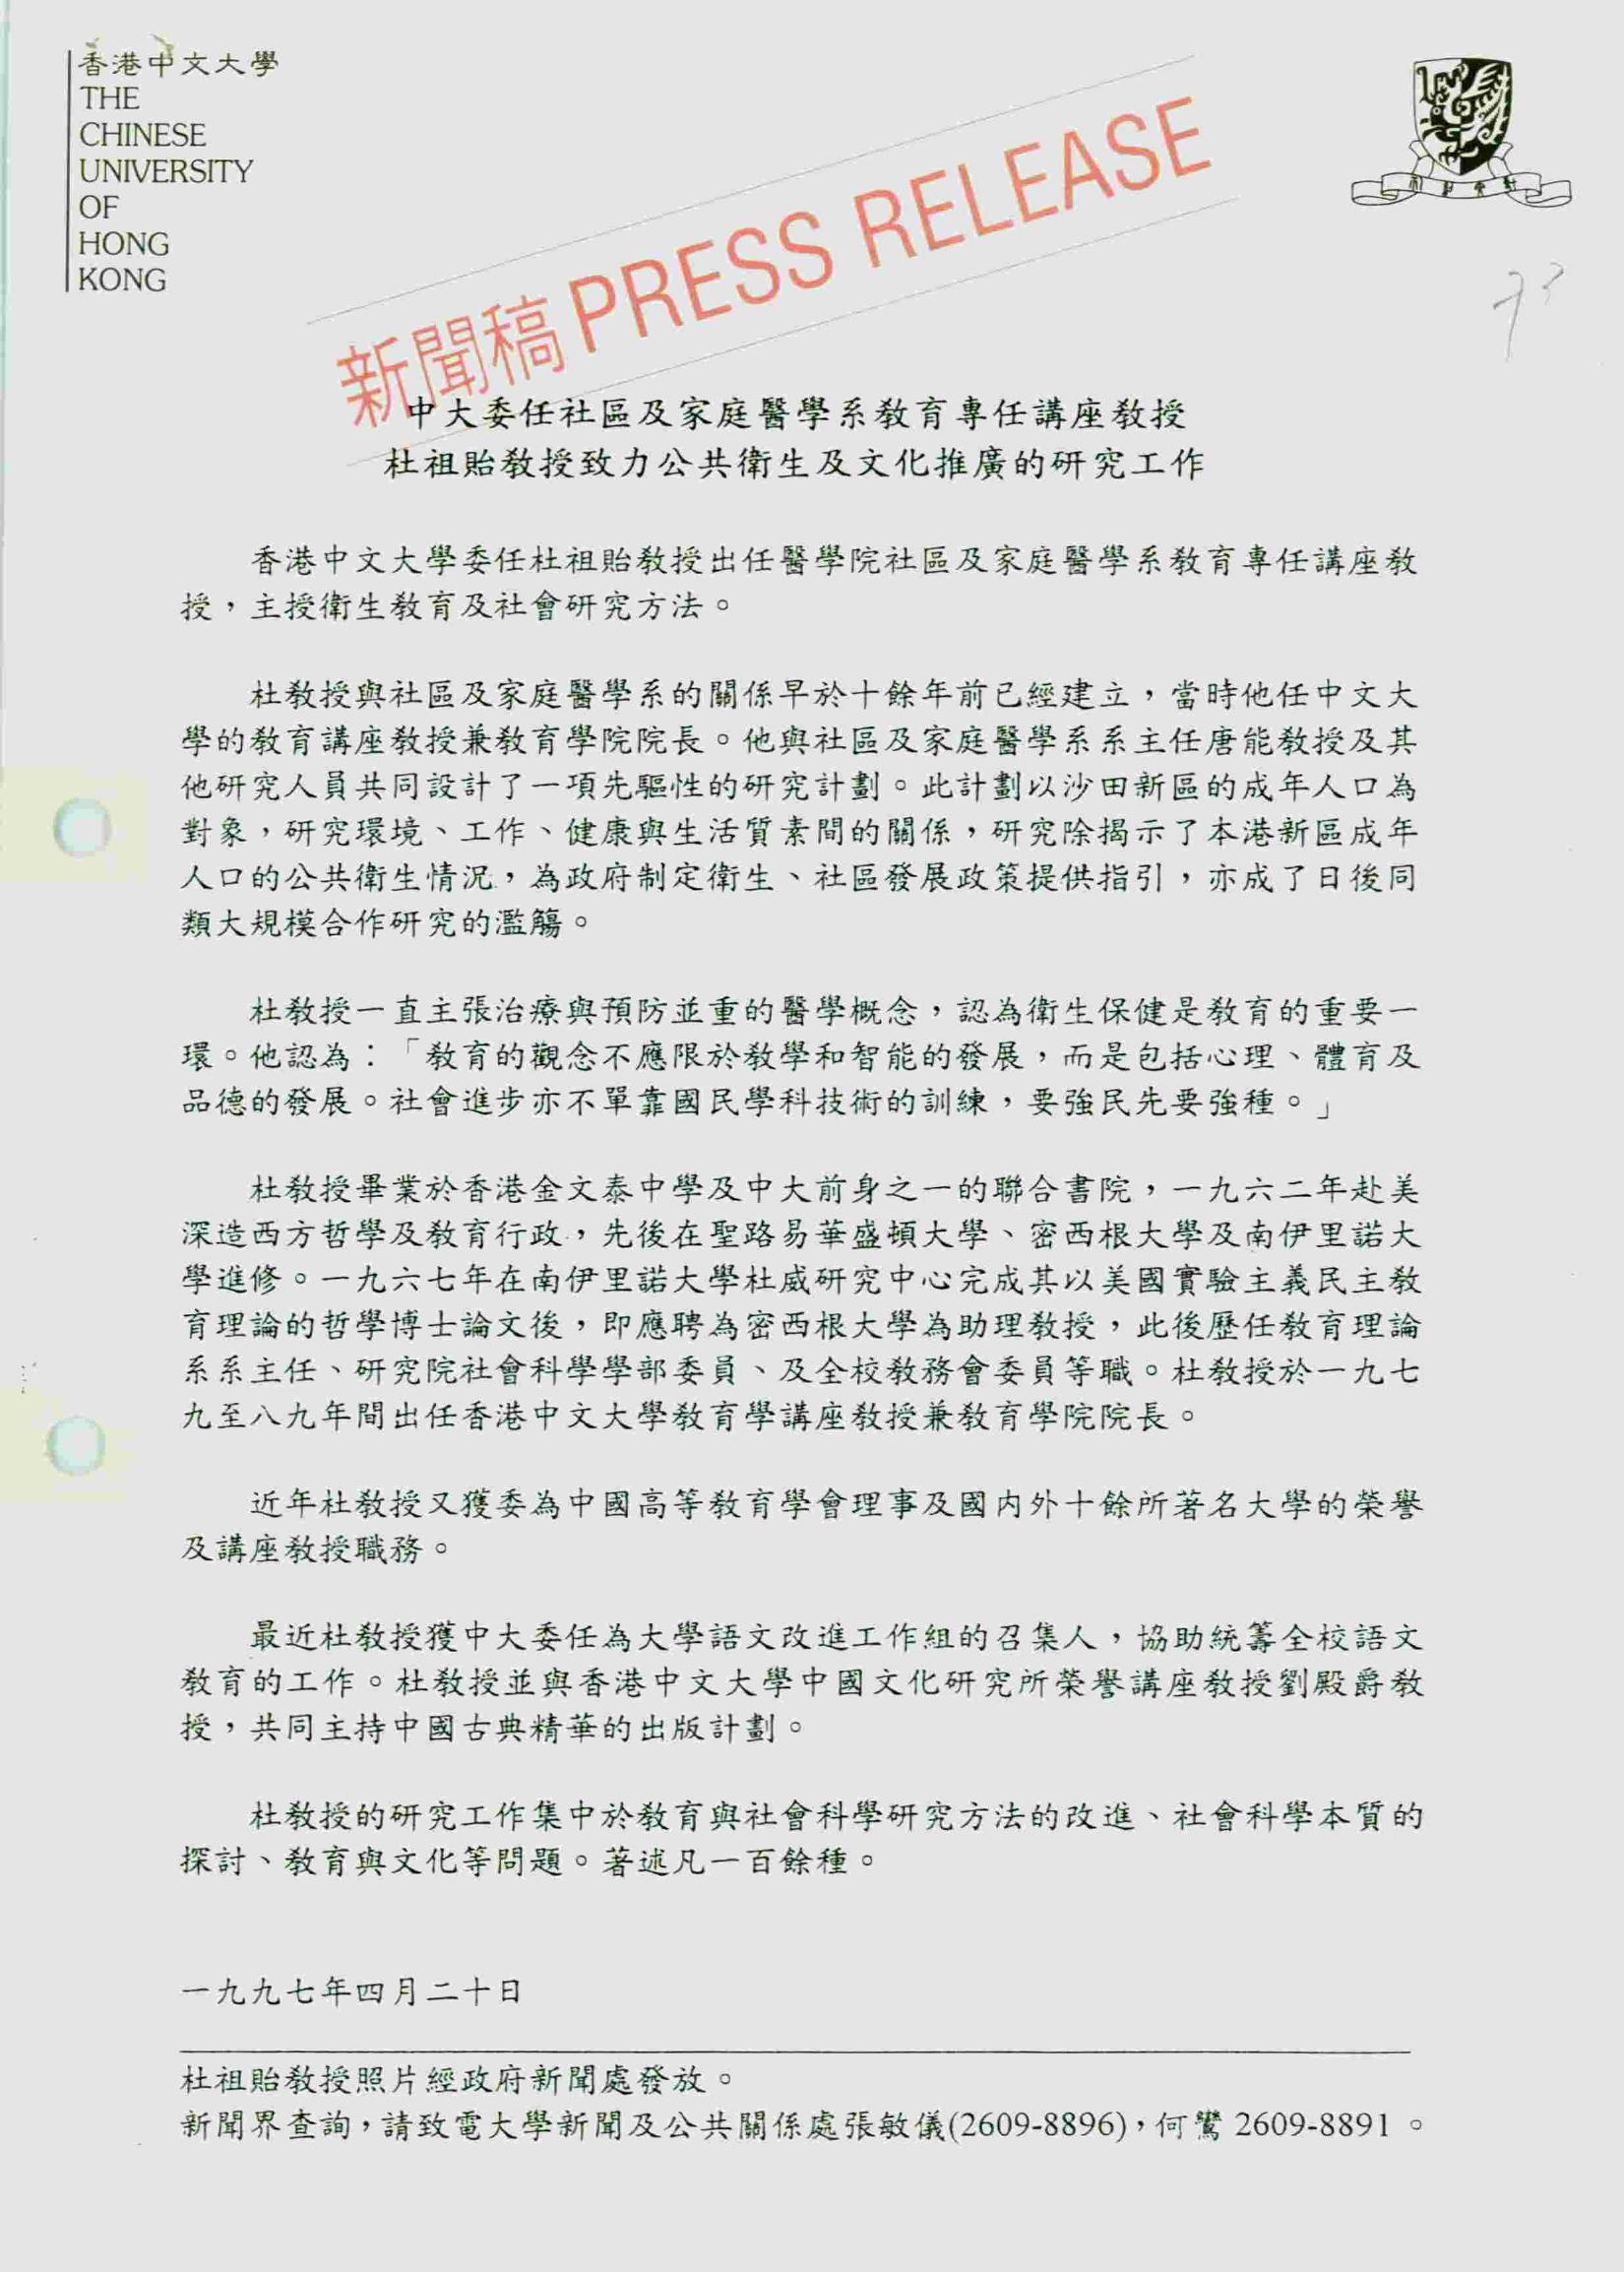 香港中文大學
THE
CHINESE
UNIVERSITY
OF
HONG
KONG
新聞稿 PRESS RELEASE
中大委任社區及家庭醫學系教育專任講座教授
杜祖貽教授致力公共衛生及文化推廣的研究工作
香港中文大學委任杜祖貽教授出任醫學院社區及家庭醫學系教育專任講座教
授，主授衛生教育及社會研究方法。
杜教授與社區及家庭醫學系的關係早於十餘年前已經建立，當時他任中文大
學的教育講座教授兼教育學院院長。他與社區及家庭醫學系系主任唐能教授及其
他研究人員共同設計了一項先驅性的研究計劃。此計劃以沙田新區的成年人口為
對象，研究環境、工作、健康與生活質素間的關係，研究除揭示了本港新區成年
人口的公共衛生情況，為政府制定衛生、社區發展政策提供指引，亦成了日後同
類大規模合作研究的濫觴。
杜教授一直主張治療與預防並重的醫學概念，認為衛生保健是教育的重要一
環。他認為：「教育的觀念不應限於教學和智能的發展，而是包括心理、體育及
品德的發展。社會進步亦不單靠國民學科技術的訓練，要強民先要強種。」
杜教授畢業於香港金文泰中學及中大前身之一的聯合書院，一九六二年赴美
深造西方哲學及教育行政，先後在聖路易華盛頓大學、密西根大學及南伊里諾大
學進修。一九六七年在南伊里諾大學杜威研究中心完成其以美國實驗主義民主教
育理論的哲學博士論文後，即應聘為密西根大學為助理教授，此後歷任教育理論
系系主任、研究院社會科學學部委員、及全校教務會委員等職。杜教授於一九七
九至八九年間出任香港中文大學教育學講座教授兼教育學院院長。
近年杜教授又獲委為中國高等教育學會理事及國內外十餘所著名大學的榮譽
及講座教授職務。
最近杜教授獲中大委任為大學語文改進工作組的召集人，協助統籌全校語文
教育的工作。杜教授並與香港中文大學中國文化研究所榮譽講座教授劉殿爵教
授，共同主持中國古典精華的出版計劃。
杜教授的研究工作集中於教育與社會科學研究方法的改進、社會科學本質的
探討、教育與文化等問題。著述凡一百餘種。
一九九七年四月二十日
杜祖貽教授照片經政府新聞處發放。
新聞界查詢，請致電大學新聞及公共關係處張敏儀(2609-8896)，何鸞 2609-8891。